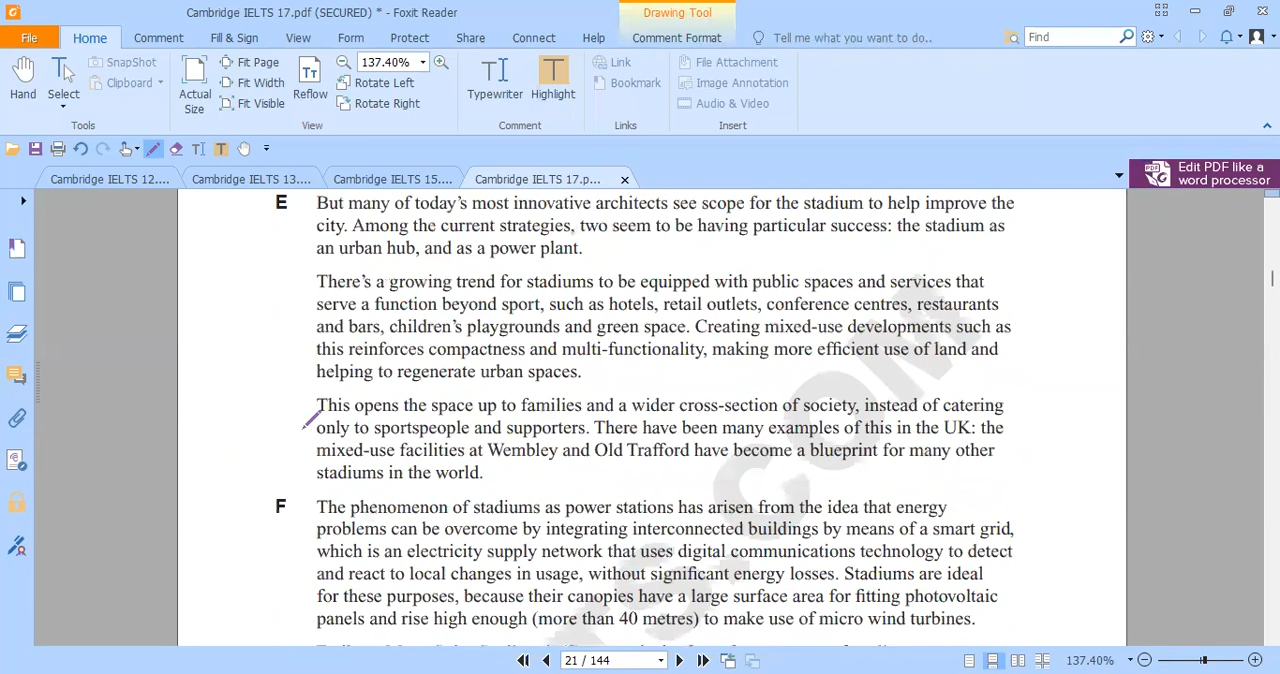 Cambridge IELTS 17.pdf (SECURED) * - Foxit Reader
Drawing Tool
File
Home
Comment
Fill & Sign
View
Form
Protect
Share
Connect
Help
Comment Format
Tell me what you want to do..
Find
Hand
Select
SnapShot
Clipboard
Actual Size
Fit Page
Fit Width
Fit Visible
Reflow
137.40%
Rotate Left
Rotate Right
Typewriter
Highlight
Link
Bookmark
File Attachment
Image Annotation
Audio & Video
Tools
View
Comment
Links
Insert
Edit PDF like a
word processor
Cambridge IELTS 12....
Cambridge IELTS 13....
Cambridge IELTS 15....
Cambridge IELTS 17.p...
E But many of today's most innovative architects see scope for the stadium to help improve the
city. Among the current strategies, two seem to be having particular success: the stadium as
an urban hub, and as a power plant.
There's a growing trend for stadiums to be equipped with public spaces and services that
serve a function beyond sport, such as hotels, retail outlets, conference centres, restaurants
and bars, children's playgrounds and green space. Creating mixed-use developments such as
this reinforces compactness and multi-functionality, making more efficient use of land and
helping to regenerate urban spaces.
This opens the space up to families and a wider cross-section of society, instead of catering
only to sportspeople and supporters. There have been many examples of this in the UK: the
mixed-use facilities at Wembley and Old Trafford have become a blueprint for many other
stadiums in the world.
F The phenomenon of stadiums as power stations has arisen from the idea that energy
problems can be overcome by integrating interconnected buildings by means of a smart grid,
which is an electricity supply network that uses digital communications technology to detect
and react to local changes in usage, without significant energy losses. Stadiums are ideal
for these purposes, because their canopies have a large surface area for fitting photovoltaic
panels and rise high enough (more than 40 metres) to make use of micro wind turbines.
21 / 144
137.40%